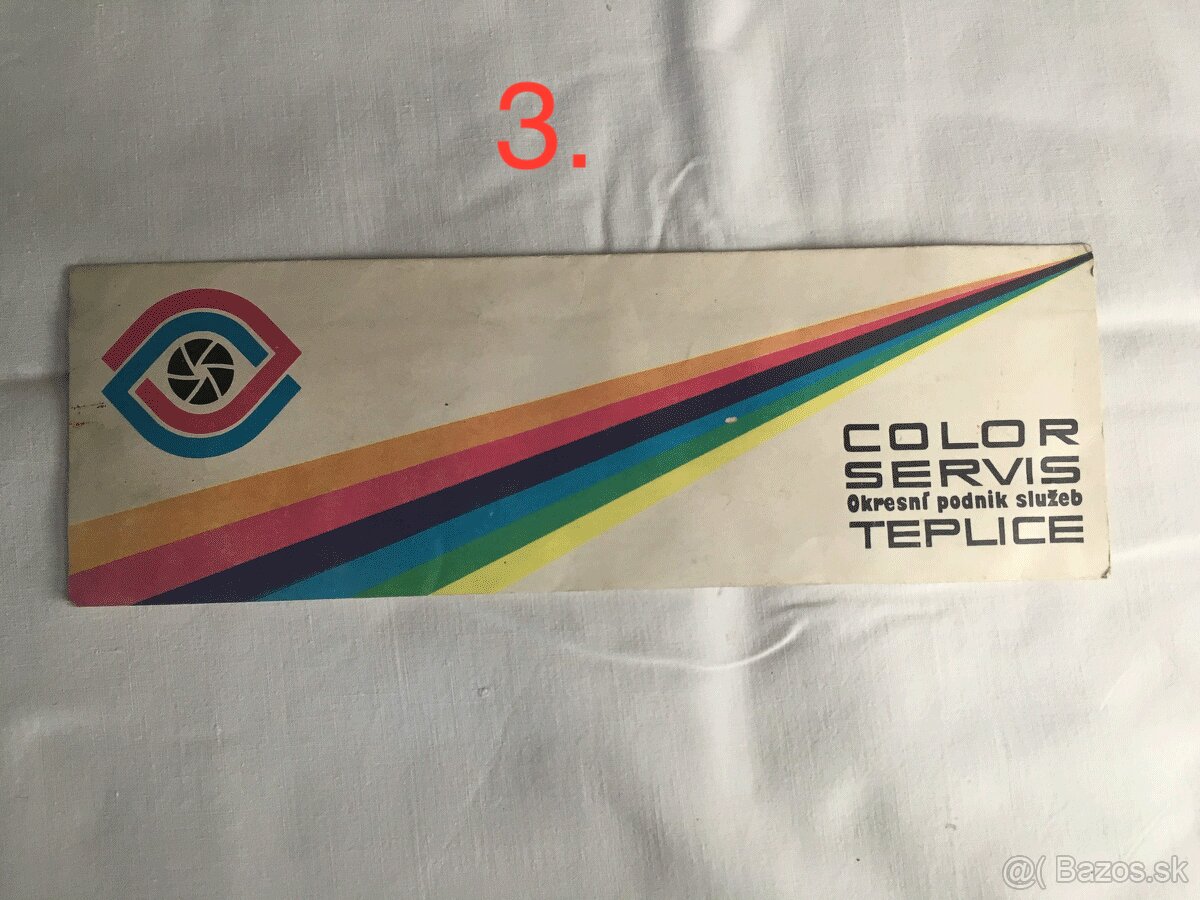 3.
COLOR
SERVIS
Okresní podnik služeb
TEPLICE
@( Bazos.sk